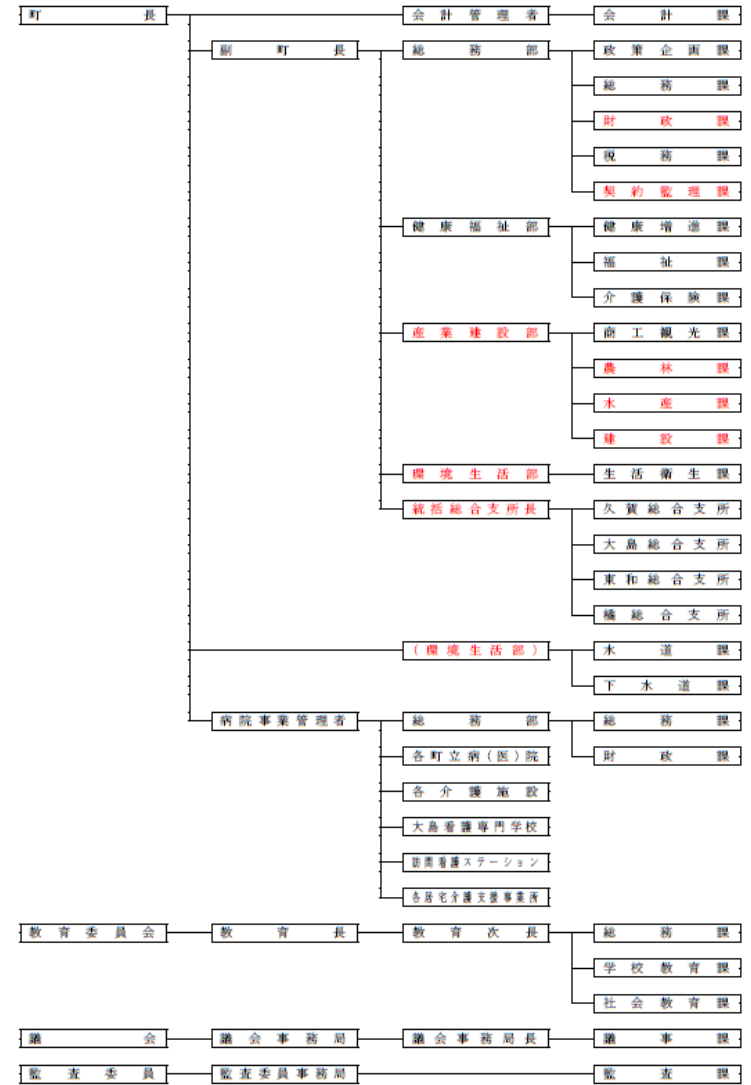 町長 会計管理者 会計課
副町長 総務部 政策企画課
総務課
財政課
税務課
契約監理課
健康福祉部 健康増進課
福祉課
介護保険課
産業建設部 商工観光課
農林課
水産課
建設課
環境生活部 生活衛生課
統括総合支所長 久賀総合支所
大島総合支所
東和総合支所
橘総合支所
(環境生活部) 水道課
下水道課
病院事業管理者 総務部 総務課
各町立病(医)院 財政課
各介護施設
大島看護専門学校
訪問看護ステーション
各居宅介護支援事業所
教育委員会 教育長 教育次長 総務課
学校教育課
社会教育課
議会 議会事務局 議会事務局長 議事課
監査委員 監査委員事務局 監査課